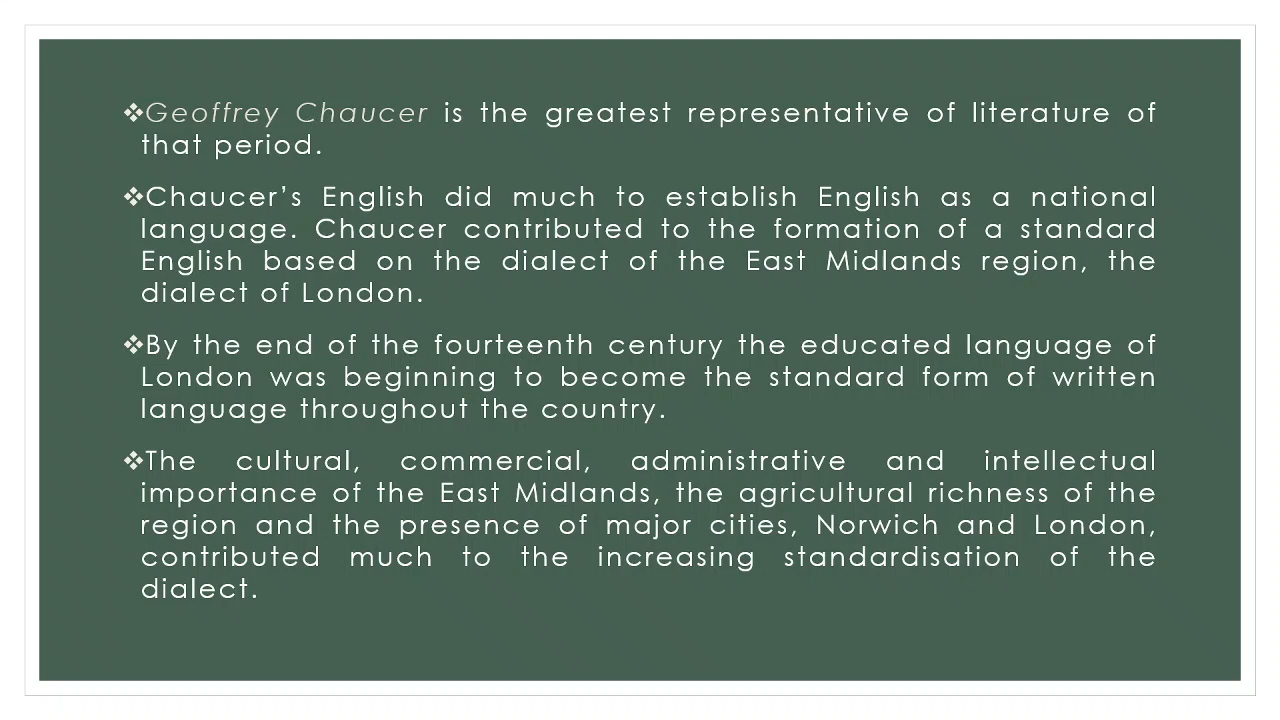 ❖Geoffrey Chaucer is the greatest representative of literature of
that period.
❖Chaucer’s English did much to establish English as a national
language. Chaucer contributed to the formation of a standard
English based on the dialect of the East Midlands region, the
dialect of London.
❖By the end of the fourteenth century the educated language of
London was beginning to become the standard form of written
language throughout the country.
❖The cultural, commercial, administrative and intellectual
importance of the East Midlands, the agricultural richness of the
region and the presence of major cities, Norwich and London,
contributed much to the increasing standardisation of the
dialect.